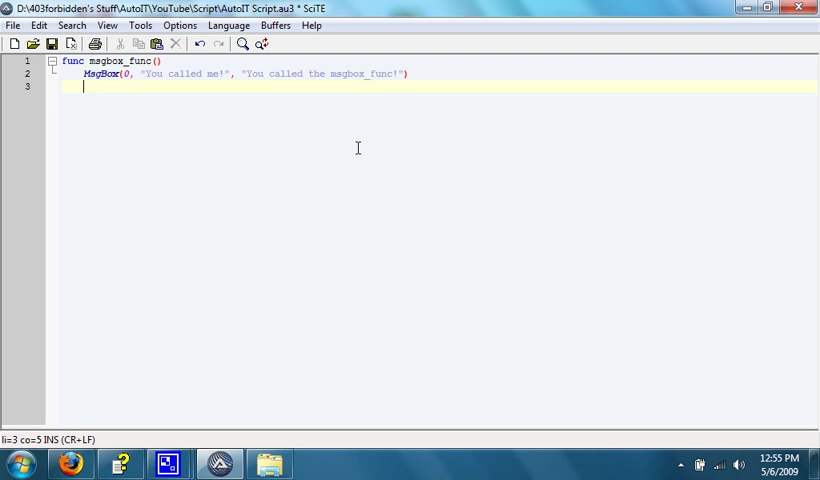 D:\403forbidden's Stuff\AutoIT\YouTube\Script\AutoIT Script.au3 * SciTE
File Edit Search View Tools Options Language Buffers Help
1 func msgbox_func()
2 MsgBox(0, "You called me!", "You called the msgbox_func!")
3
li=3 co=5 INS (CR+LF)
12:55 PM
5/6/2009